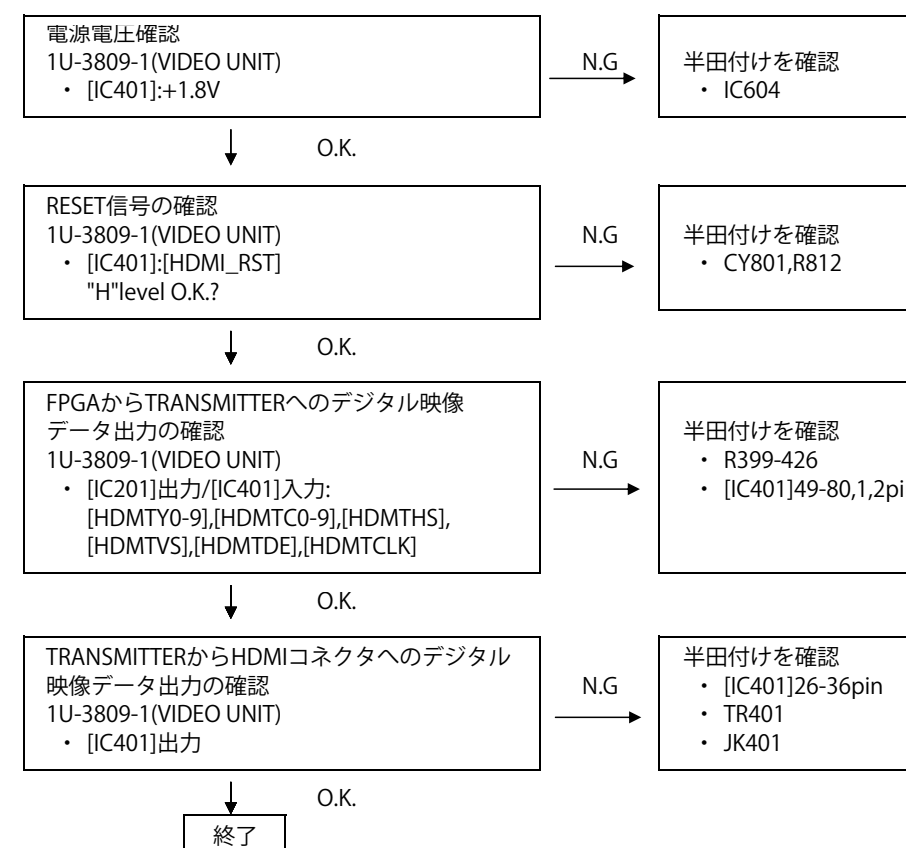 電源電圧確認
1U-3809-1(VIDEO UNIT)
・ [IC401]:+1.8V
N.G
半田付けを確認
・ IC604
O.K.
RESET信号の確認
1U-3809-1(VIDEO UNIT)
・ [IC401]:[HDMI_RST]
"H"level O.K.?
N.G
半田付けを確認
・ CY801,R812
O.K.
FPGAからTRANSMITTERへのデジタル映像
データ出力の確認
1U-3809-1(VIDEO UNIT)
・ [IC201]出力/[IC401]入力:
[HDMTY0-9],[HDMTC0-9],[HDMTHS],
[HDMTVS],[HDMTDE],[HDMTCLK]
N.G
半田付けを確認
・ R399-426
・ [IC401]49-80,1,2pi
O.K.
TRANSMITTERからHDMIコネクタへのデジタル
映像データ出力の確認
1U-3809-1(VIDEO UNIT)
・ [IC401]出力
N.G
半田付けを確認
・ [IC401]26-36pin
・ TR401
・ JK401
O.K.
終了